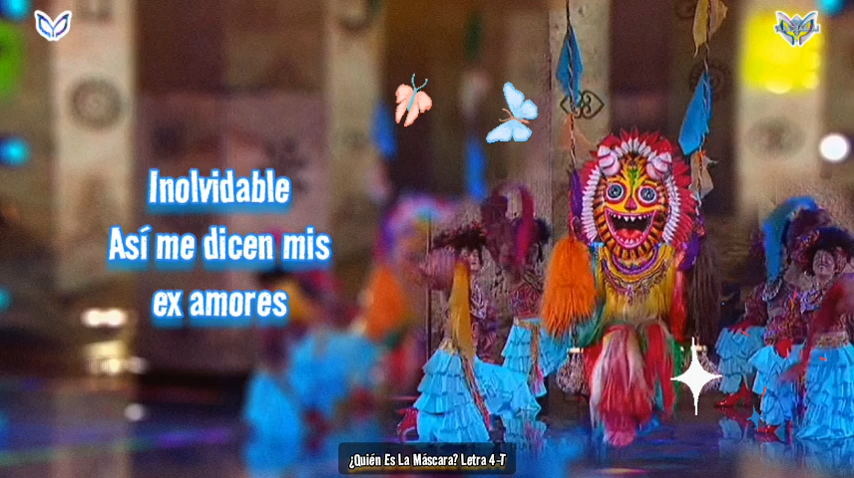 Inolvidable
Así me dicen mis
ex amores
¿Quién Es La Máscara? Letra 4-T